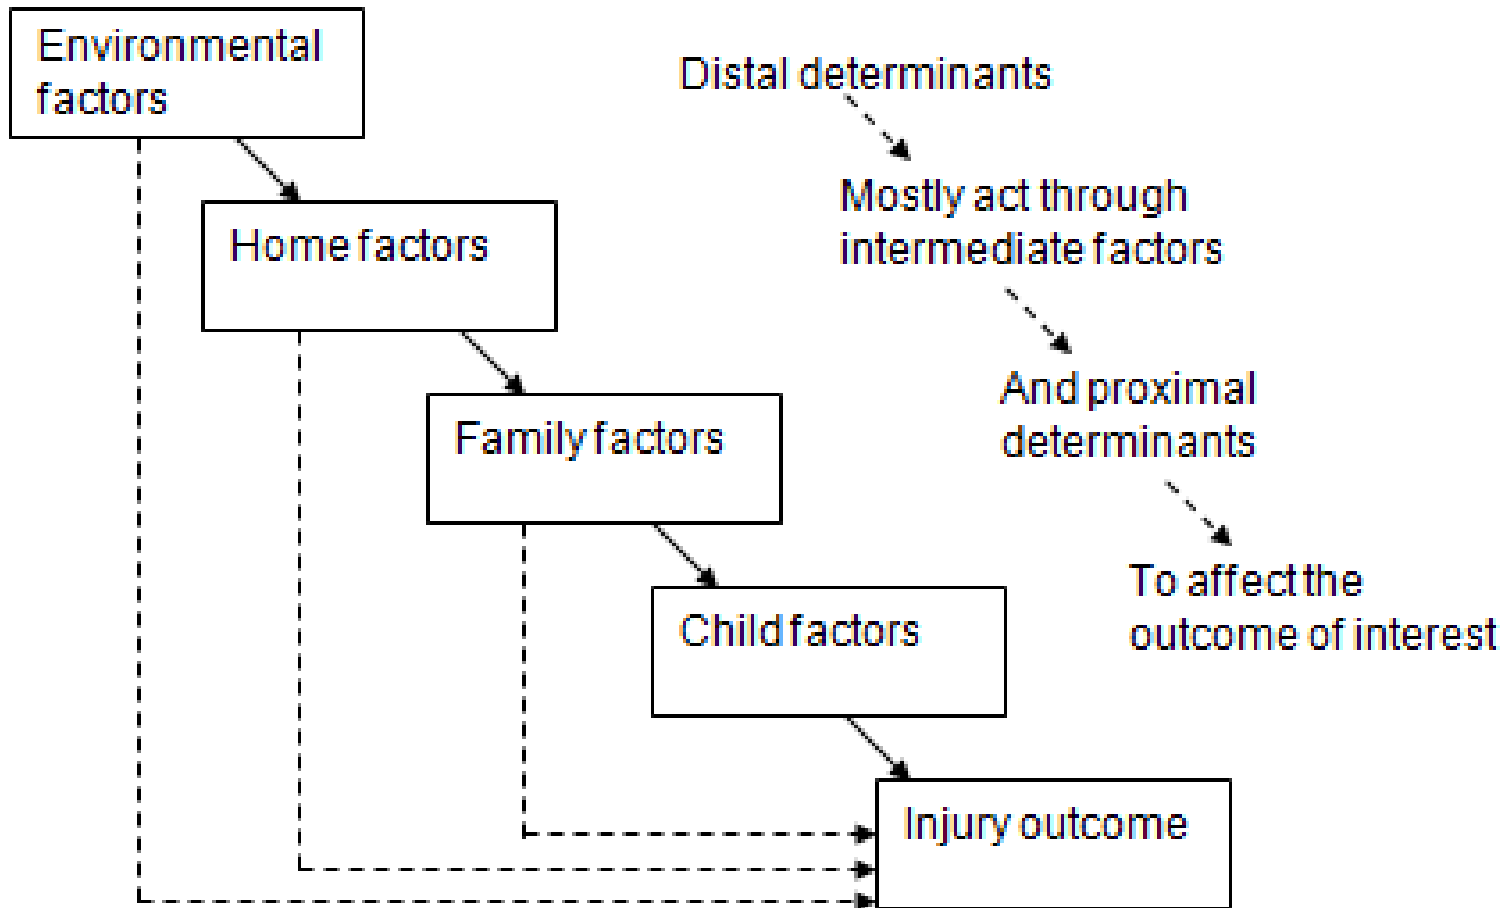 Environmental
factors
Distal determinants
Mostly act through
intermediate factors
Home factors
And proximal
determinants
Family factors
To affect the
outcome of interest
Child factors
Injury outcome